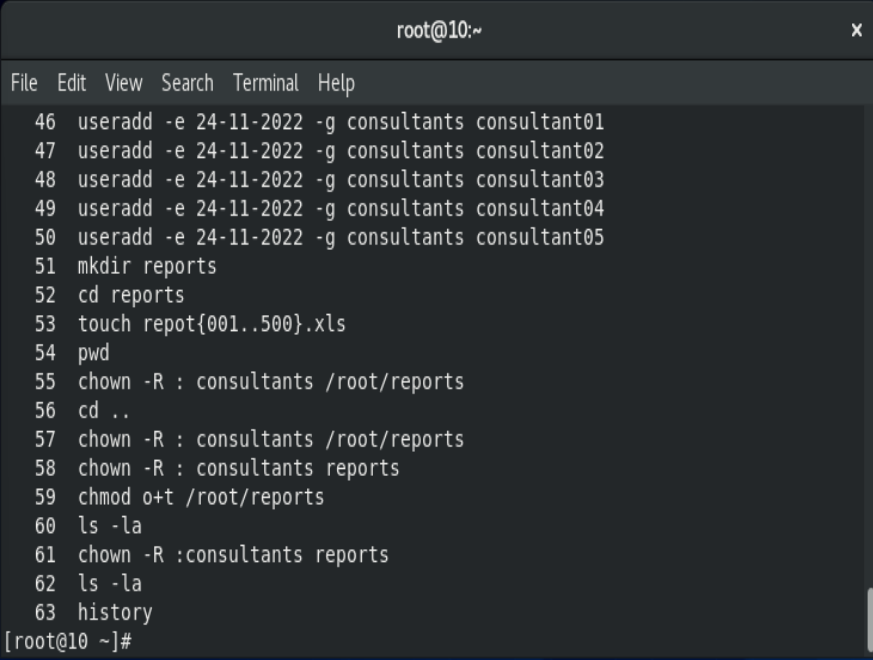 root@10:~ x
File Edit View Search Terminal Help
46 useradd -e 24-11-2022 -g consultants consultant01
47 useradd -e 24-11-2022 -g consultants consultant02
48 useradd -e 24-11-2022 -g consultants consultant03
49 useradd -e 24-11-2022 -g consultants consultant04
50 useradd -e 24-11-2022 -g consultants consultant05
51 mkdir reports
52 cd reports
53 touch repot{001..500}.xls
54 pwd
55 chown -R : consultants /root/reports
56 cd ..
57 chown -R : consultants /root/reports
58 chown -R : consultants reports
59 chmod o+t /root/reports
60 ls -la
61 chown -R :consultants reports
62 ls -la
63 history
[root@10 ~]#